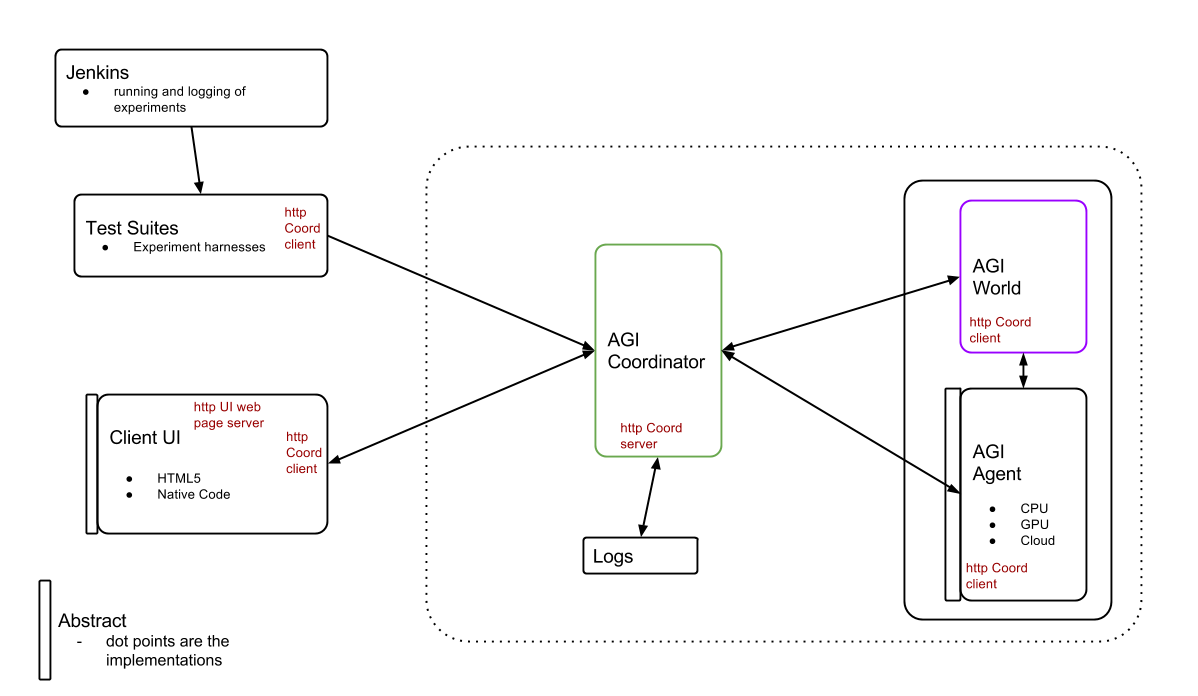 Jenkins
● running and logging of
experiments
Test Suites
● Experiment harnesses
http
Coord
client
Client UI
http UI web
page server
http
Coord
client
● HTML5
● Native Code
Abstract
- dot points are the
implementations
AGI
Coordinator
http Coord
server
Logs
AGI
World
http Coord
client
AGI
Agent
● CPU
● GPU
● Cloud
http Coord
client